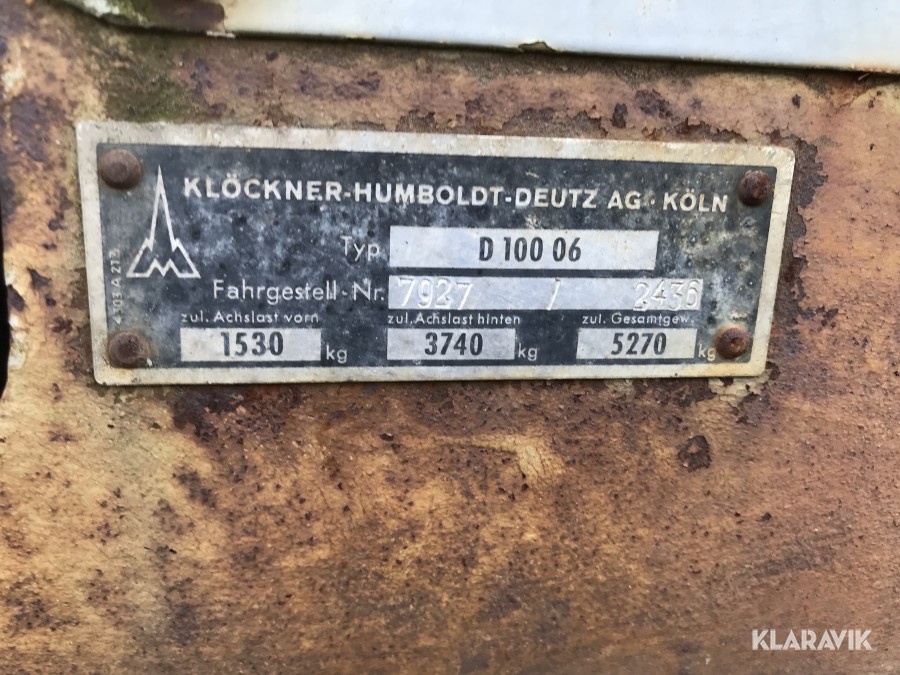 KLÖCKNER-HUMBOLDT-DEUTZ AG · KÖLN
Typ D 100 06
Fahrgestell-Nr. 7927 / 2436
zul. Achslast vorn zul. Achslast hinten zul. Gesamtgew.
1530 kg 3740 kg 5270 kg
KLARAVIK